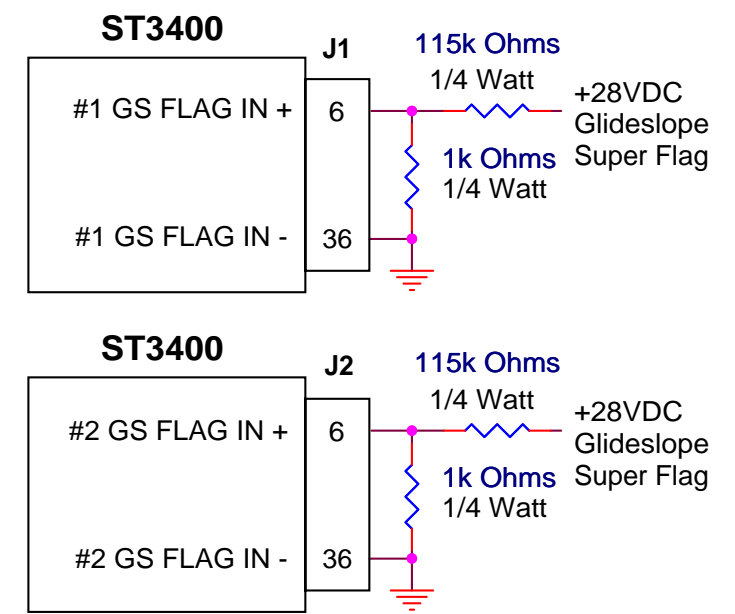 ST3400
J1
115k Ohms
1/4 Watt
#1 GS FLAG IN +
6
+28VDC
Glideslope
Super Flag
1k Ohms
1/4 Watt
#1 GS FLAG IN -
36
ST3400
J2
115k Ohms
1/4 Watt
#2 GS FLAG IN +
6
+28VDC
Glideslope
Super Flag
1k Ohms
1/4 Watt
#2 GS FLAG IN -
36